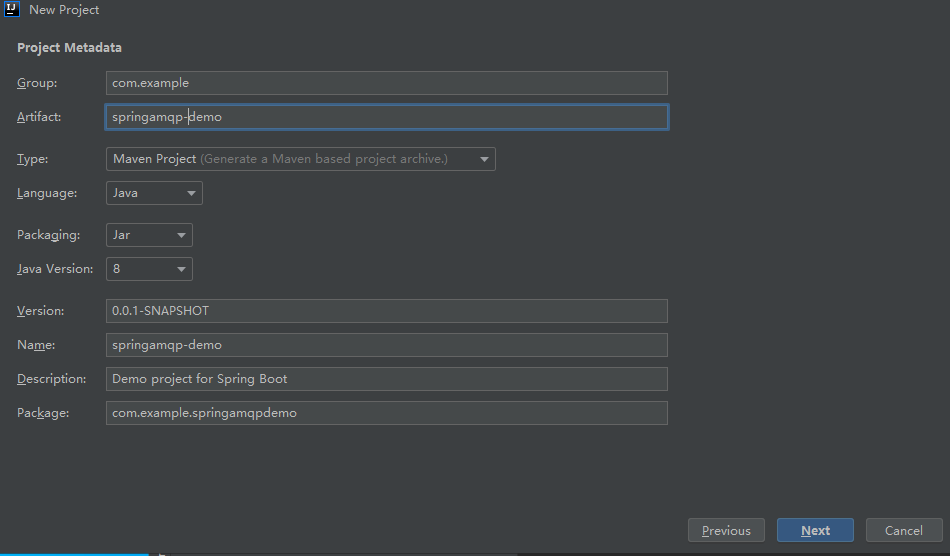 IJ New Project
Project Metadata
Group: com.example
Artifact: springamqp-demo
Type: Maven Project (Generate a Maven based project archive.)
Language: Java
Packaging: Jar
Java Version: 8
Version: 0.0.1-SNAPSHOT
Name: springamqp-demo
Description: Demo project for Spring Boot
Package: com.example.springamqpdemo
Previous Next Cancel